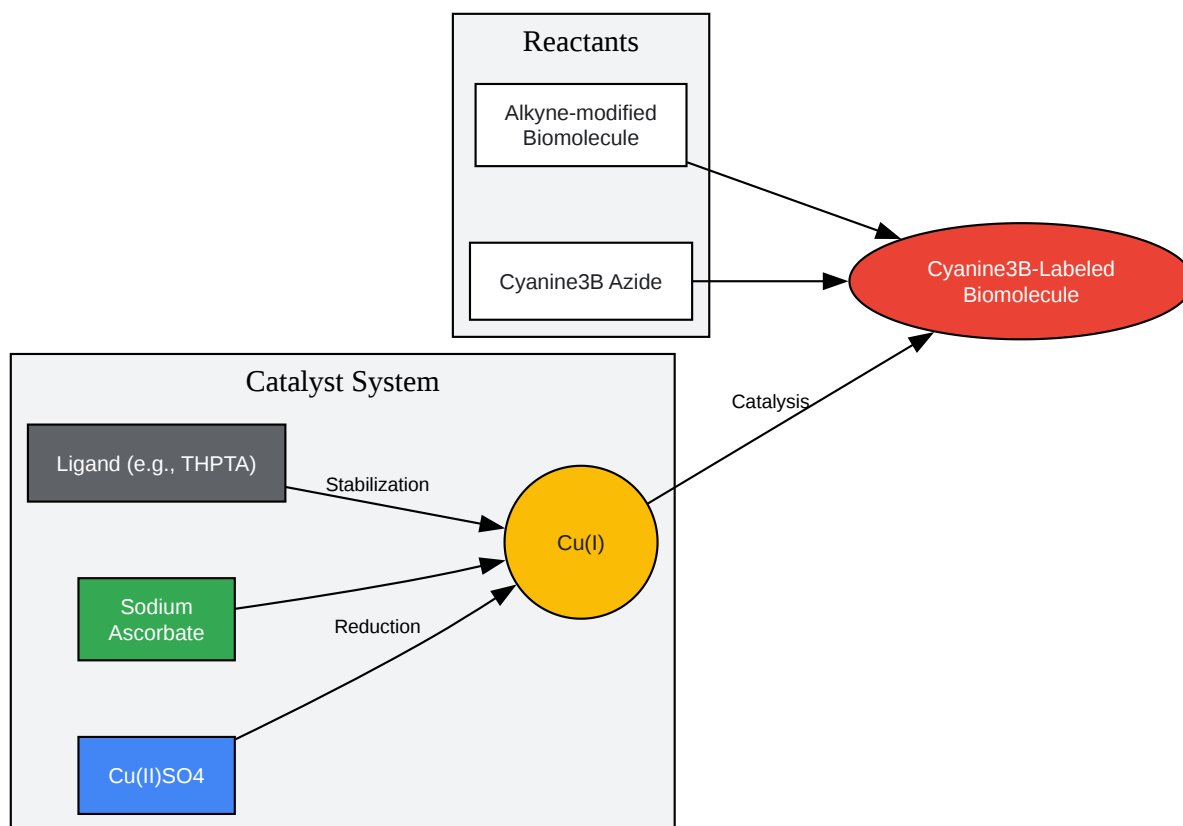 Reactants
Alkyne-modified
Biomolecule
Cyanine3B Azide
Cyanine3B-Labeled
Biomolecule
Catalyst System
Catalysis
Ligand (e.g., THPTA)
Stabilization
Cu(I)
Sodium
Ascorbate
Reduction
Cu(II)SO4